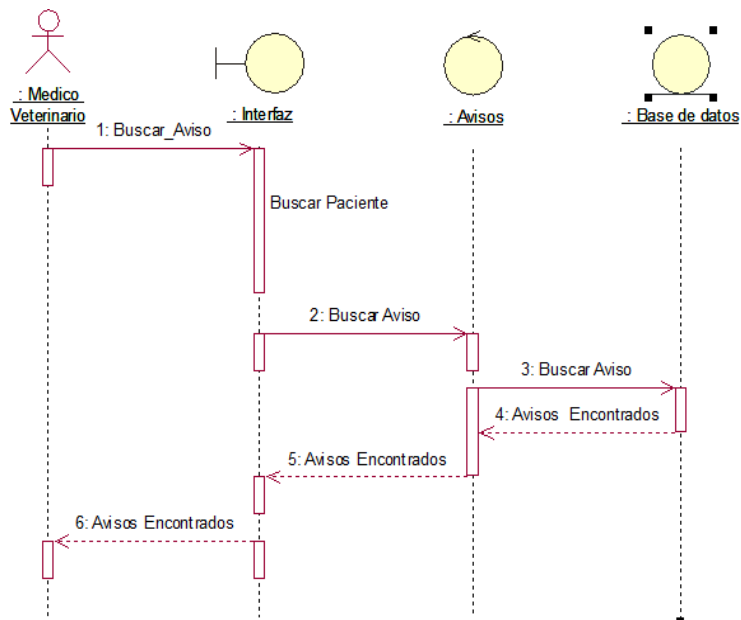 : Medico
Veterinario
: Interfaz
: Avisos
: Base de datos
1: Buscar_Aviso
Buscar Paciente
2: Buscar Aviso
3: Buscar Aviso
4: Avisos Encontrados
5: Avisos Encontrados
6: Avisos Encontrados